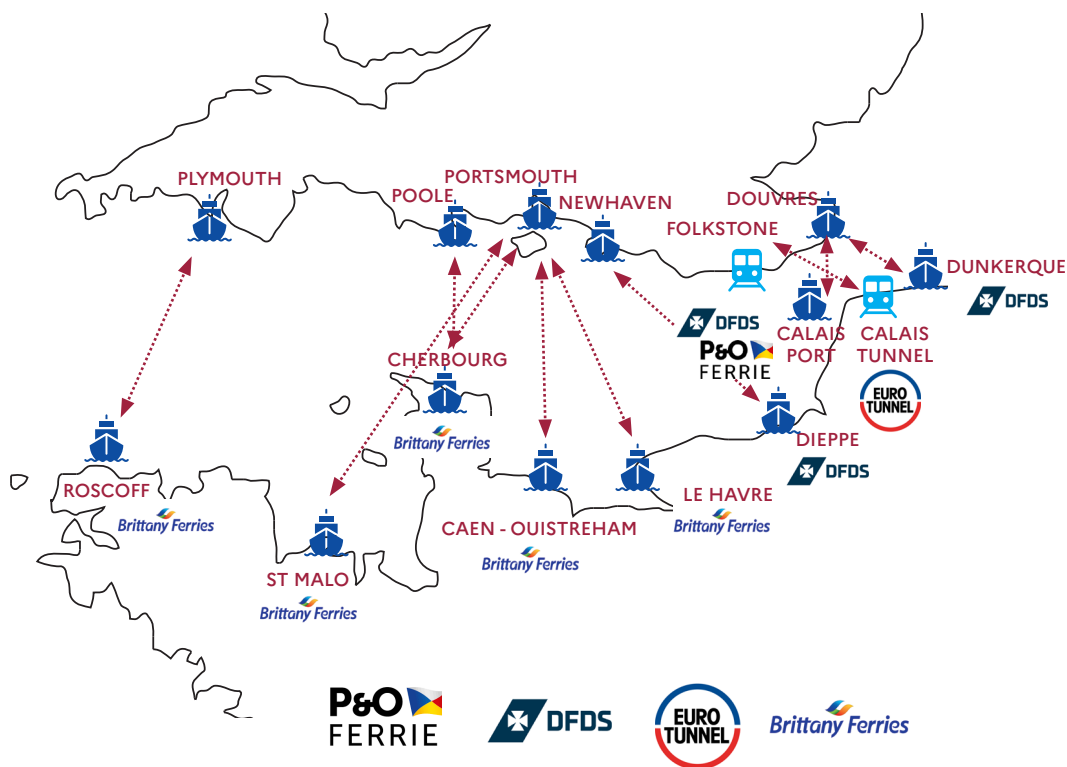 PLYMOUTH
PORTSMOUTH
POOLE
NEWHAVEN
DOUVRES
FOLKSTONE
DUNKERQUE
DFDS
DFDS
CALAIS
PORT
CALAIS
TUNNEL
P&O
FERRIE
CHERBOURG
EURO
TUNNEL
Brittany Ferries
DIEPPE
DFDS
ROSCOFF
Brittany Ferries
LE HAVRE
Brittany Ferries
CAEN - OUISTREHAM
Brittany Ferries
ST MALO
Brittany Ferries
P&O
FERRIE
DFDS
EURO
TUNNEL
Brittany Ferries